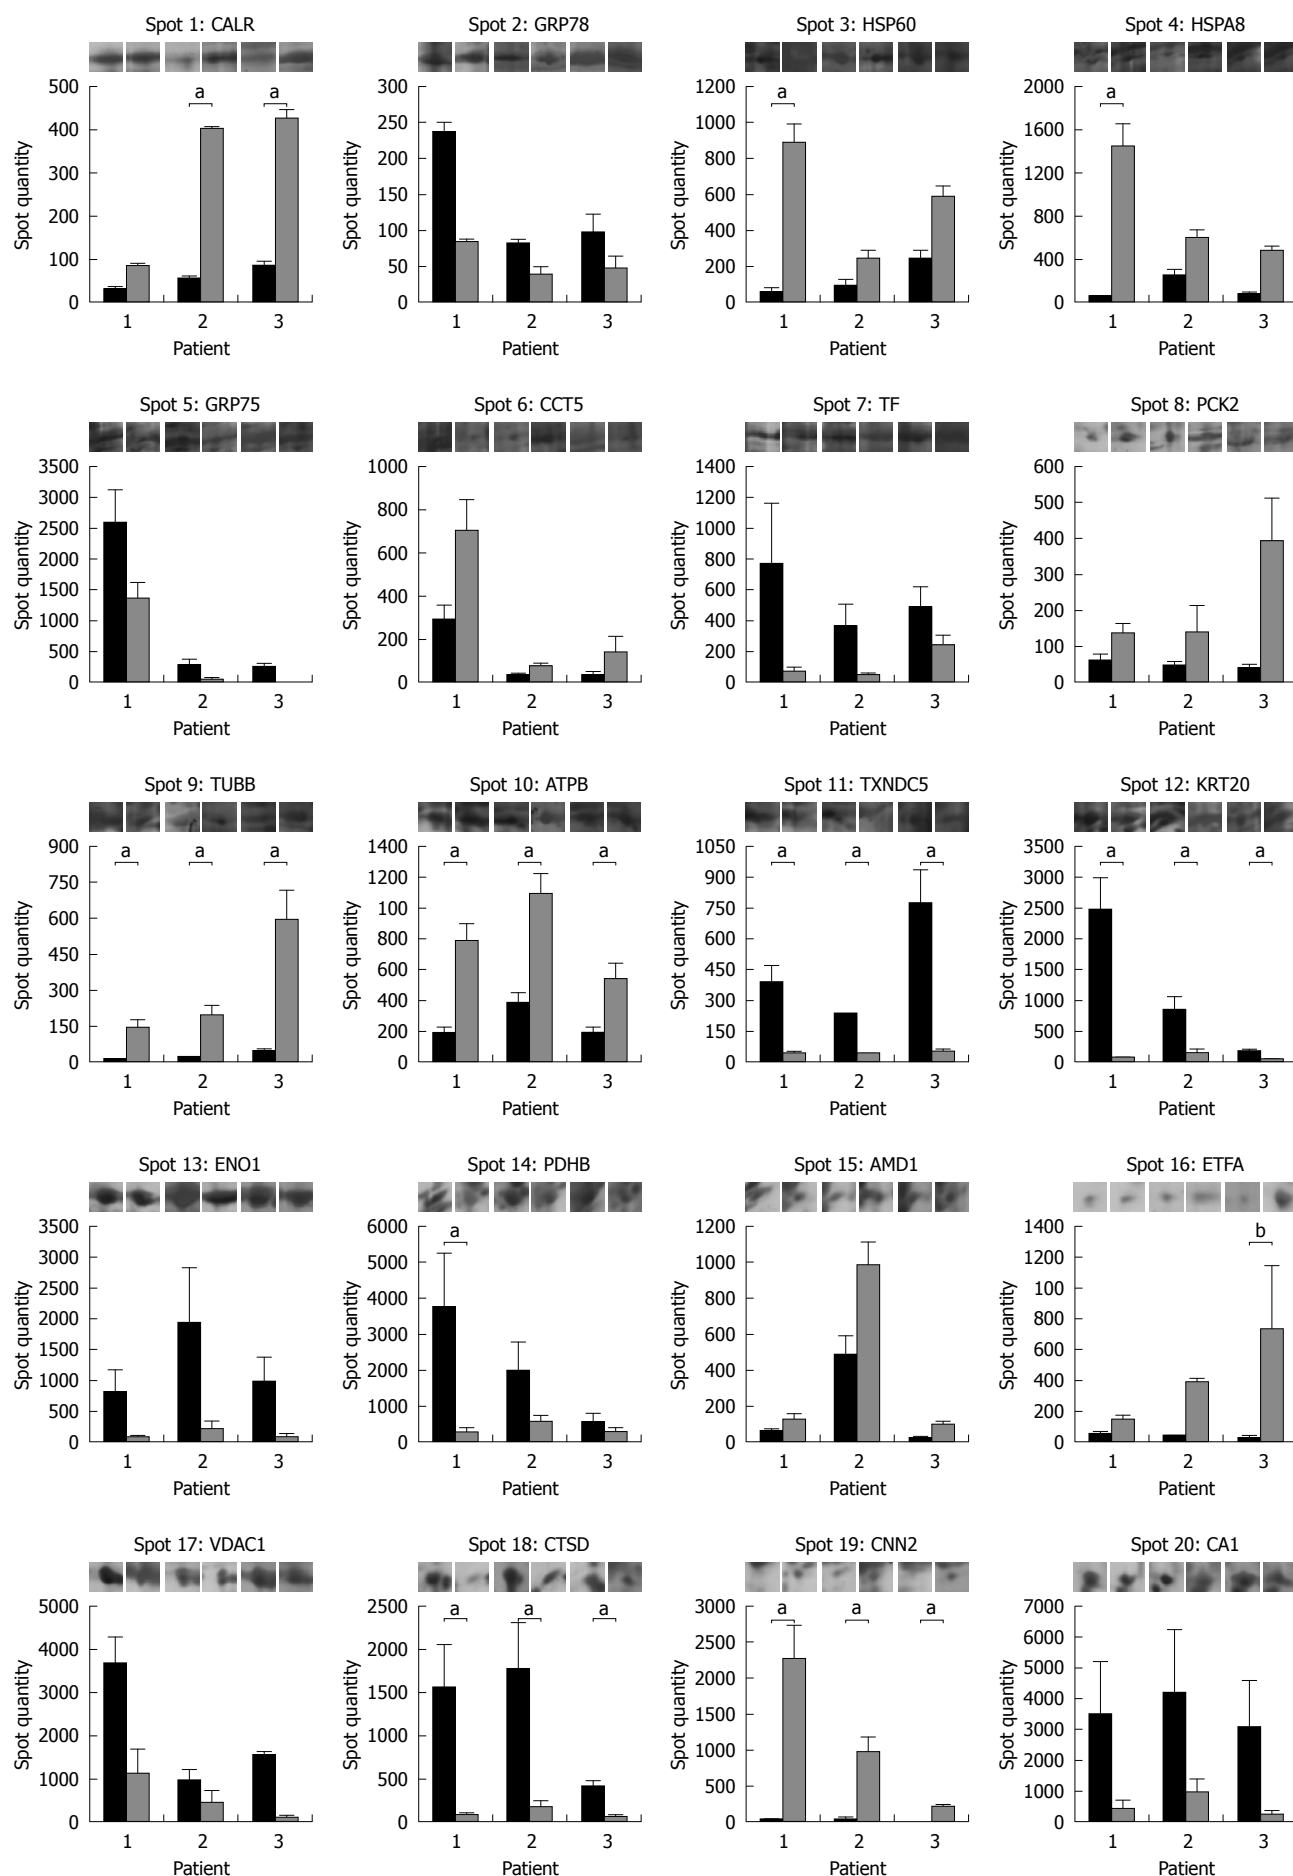 Spot 1: CALR
Spot quantity
500
400
300
200
100
0
a
a
1
2
3
Patient
Spot 2: GRP78
Spot quantity
300
250
200
150
100
50
0
1
2
3
Patient
Spot 3: HSP60
Spot quantity
1200
1000
800
600
400
200
0
a
1
2
3
Patient
Spot 4: HSPA8
Spot quantity
2000
1600
1200
800
400
0
a
1
2
3
Patient
Spot 5: GRP75
Spot quantity
3500
3000
2500
2000
1500
1000
500
0
1
2
3
Patient
Spot 6: CCT5
Spot quantity
1000
800
600
400
200
0
1
2
3
Patient
Spot 7: TF
Spot quantity
1400
1200
1000
800
600
400
200
0
1
2
3
Patient
Spot 8: PCK2
Spot quantity
600
500
400
300
200
100
0
1
2
3
Patient
Spot 9: TUBB
Spot quantity
900
750
600
450
300
150
0
a
a
a
1
2
3
Patient
Spot 10: ATPB
Spot quantity
1400
1200
1000
800
600
400
200
0
a
a
a
1
2
3
Patient
Spot 11: TXNDC5
Spot quantity
1050
900
750
600
450
300
150
0
a
a
a
1
2
3
Patient
Spot 12: KRT20
Spot quantity
3500
3000
2500
2000
1500
1000
500
0
a
a
a
1
2
3
Patient
Spot 13: ENO1
Spot quantity
3500
3000
2500
2000
1500
1000
500
0
1
2
3
Patient
Spot 14: PDHB
Spot quantity
6000
5000
4000
3000
2000
1000
0
a
1
2
3
Patient
Spot 15: AMD1
Spot quantity
1200
1000
800
600
400
200
0
1
2
3
Patient
Spot 16: ETFA
Spot quantity
1400
1200
100
800
600
400
200
0
b
1
2
3
Patient
Spot 17: VDAC1
Spot quantity
5000
4000
3000
2000
1000
0
1
2
3
Patient
Spot 18: CTSD
Spot quantity
2500
2000
1500
1000
500
0
a
a
a
1
2
3
Patient
Spot 19: CNN2
Spot quantity
3000
2500
2000
1500
1000
500
0
a
a
a
1
2
3
Patient
Spot 20: CA1
Spot quantity
7000
6000
5000
4000
3000
2000
1000
0
1
2
3
Patient